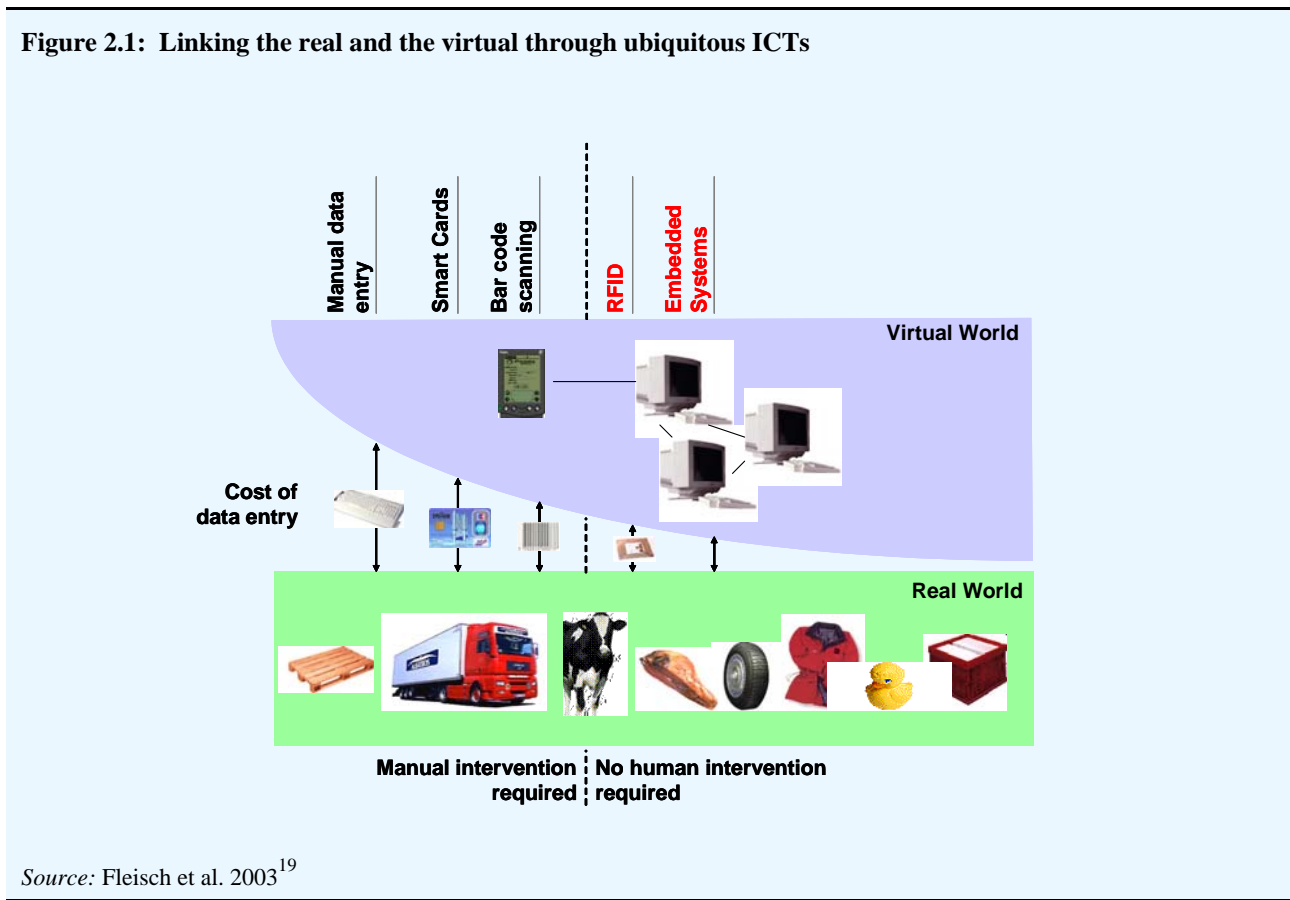 Figure 2.1:  Linking the real and the virtual through ubiquitous ICTs
Manual data
entry
Smart Cards
Bar code
scanning
RFID
Embedded
Systems
Virtual World
Cost of
data entry
Real World
Manual intervention
required
No human intervention
required
Source: Fleisch et al. 2003¹⁹